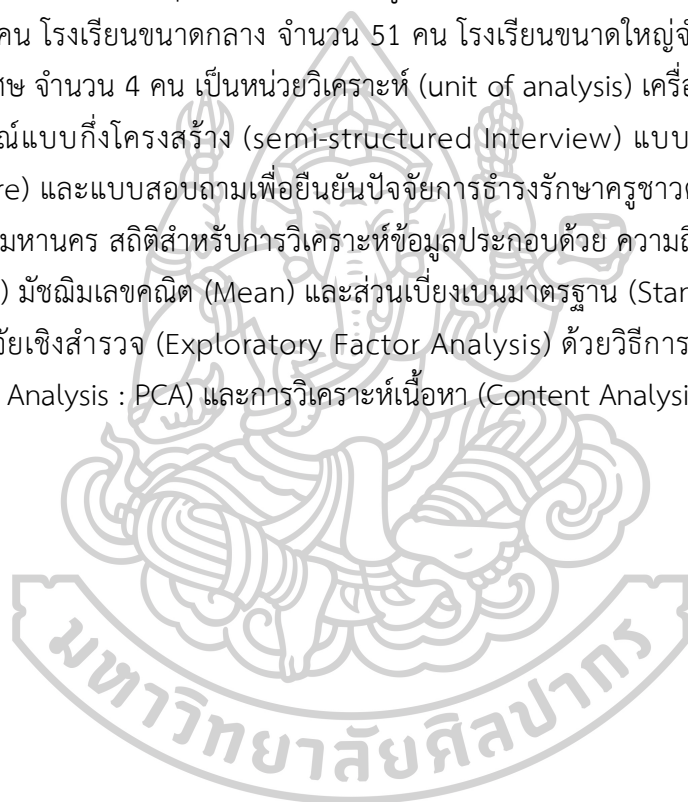 คน โรงเรียนขนาดกลาง จำนวน 51 คน โรงเรียนขนาดใหญ่จำ
ศษ จำนวน 4 คน เป็นหน่วยวิเคราะห์ (unit of analysis) เครื่อ
ณ์แบบกึ่งโครงสร้าง (semi-structured Interview) แบบ
re) และแบบสอบถามเพื่อยืนยันปัจจัยการธำรงรักษาครูชาวต
มหานคร สถิติสำหรับการวิเคราะห์ข้อมูลประกอบด้วย ความถี
) มัชฌิมเลขคณิต (Mean) และส่วนเบี่ยงเบนมาตรฐาน (Stan
จัยเชิงสำรวจ (Exploratory Factor Analysis) ด้วยวิธีการ
Analysis : PCA) และการวิเคราะห์เนื้อหา (Content Analysi
มหาวิทยาลัยศิลปากร